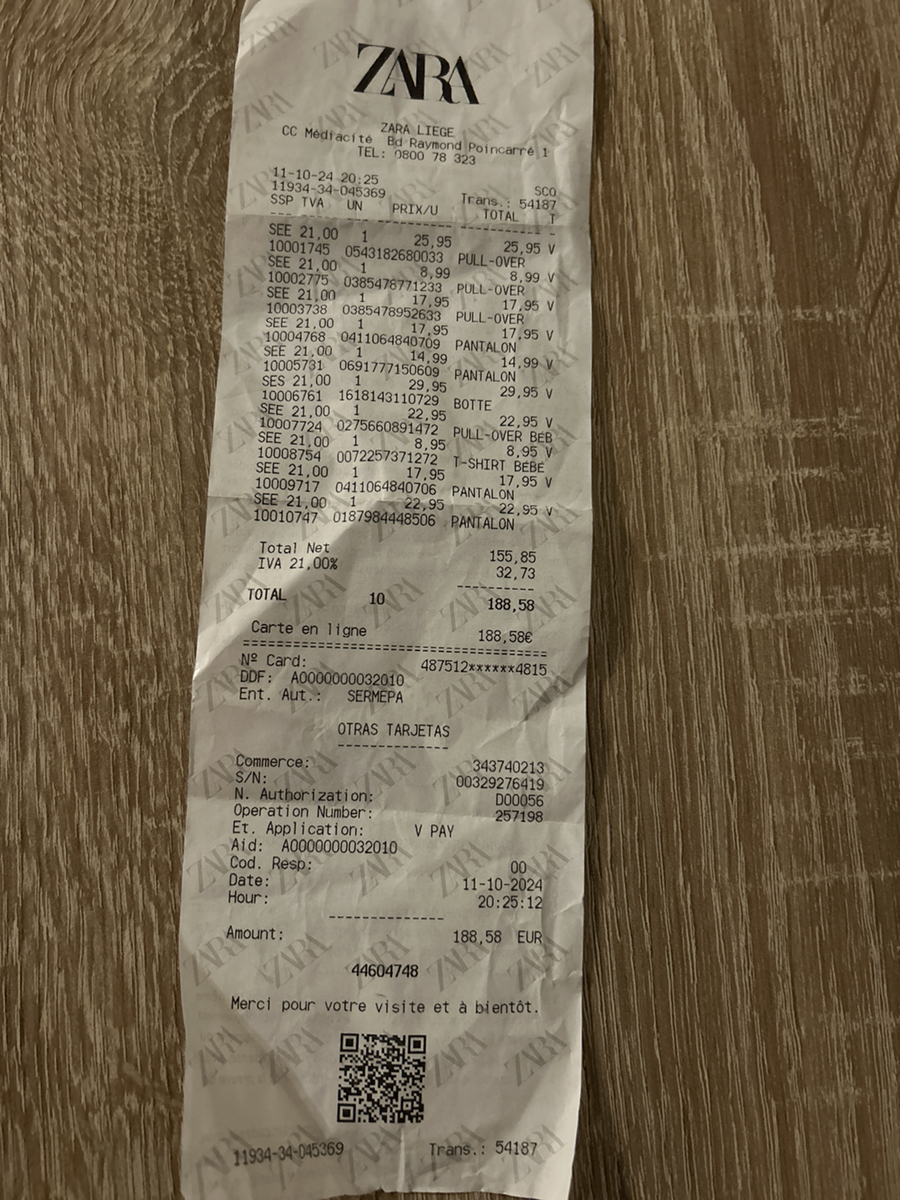 ZARA
ZARA LIEGE
CC Médiacité Bd Raymond Poincarré 1
TEL: 0800 78 323
11-10-24 20:25 SCO
11934-34-045369 Trans.: 54187
SSP TVA UN PRIX/U TOTAL T
SEE 21,00 1 25,95 25,95 V
10001745 0543182680033 PULL-OVER
SEE 21,00 1 8,99 8,99 V
10002775 0385478771233 PULL-OVER
SEE 21,00 1 17,95 17,95 V
10003738 0385478952633 PULL-OVER
SEE 21,00 1 17,95 17,95 V
10004768 0411064840709 PANTALON
SEE 21,00 1 14,99 14,99 V
10005731 0691777150609 PANTALON
SES 21,00 1 29,95 29,95 V
10006761 1618143110729 BOTTE
SEE 21,00 1 22,95 22,95 V
10007724 0275660891472 PULL-OVER BEB
SEE 21,00 1 8,95 8,95 V
10008754 0072257371272 T-SHIRT BEBE
SEE 21,00 1 17,95 17,95 V
10009717 0411064840706 PANTALON
SEE 21,00 1 22,95 22,95 V
10010747 0187984448506 PANTALON
Total Net 155,85
IVA 21,00% 32,73
TOTAL 10 188,58
Carte en ligne 188,58€
Nº Card: 487512******4815
DDF: A0000000032010
Ent. Aut.: SERMEPA
OTRAS TARJETAS
Commerce: 343740213
S/N: 00329276419
N. Authorization: D00056
Operation Number: 257198
Et. Application: V PAY
Aid: A0000000032010
Cod. Resp: 00
Date: 11-10-2024
Hour: 20:25:12
Amount: 188,58 EUR
44604748
Merci pour votre visite et à bientôt.
11934-34-045369 Trans.: 54187